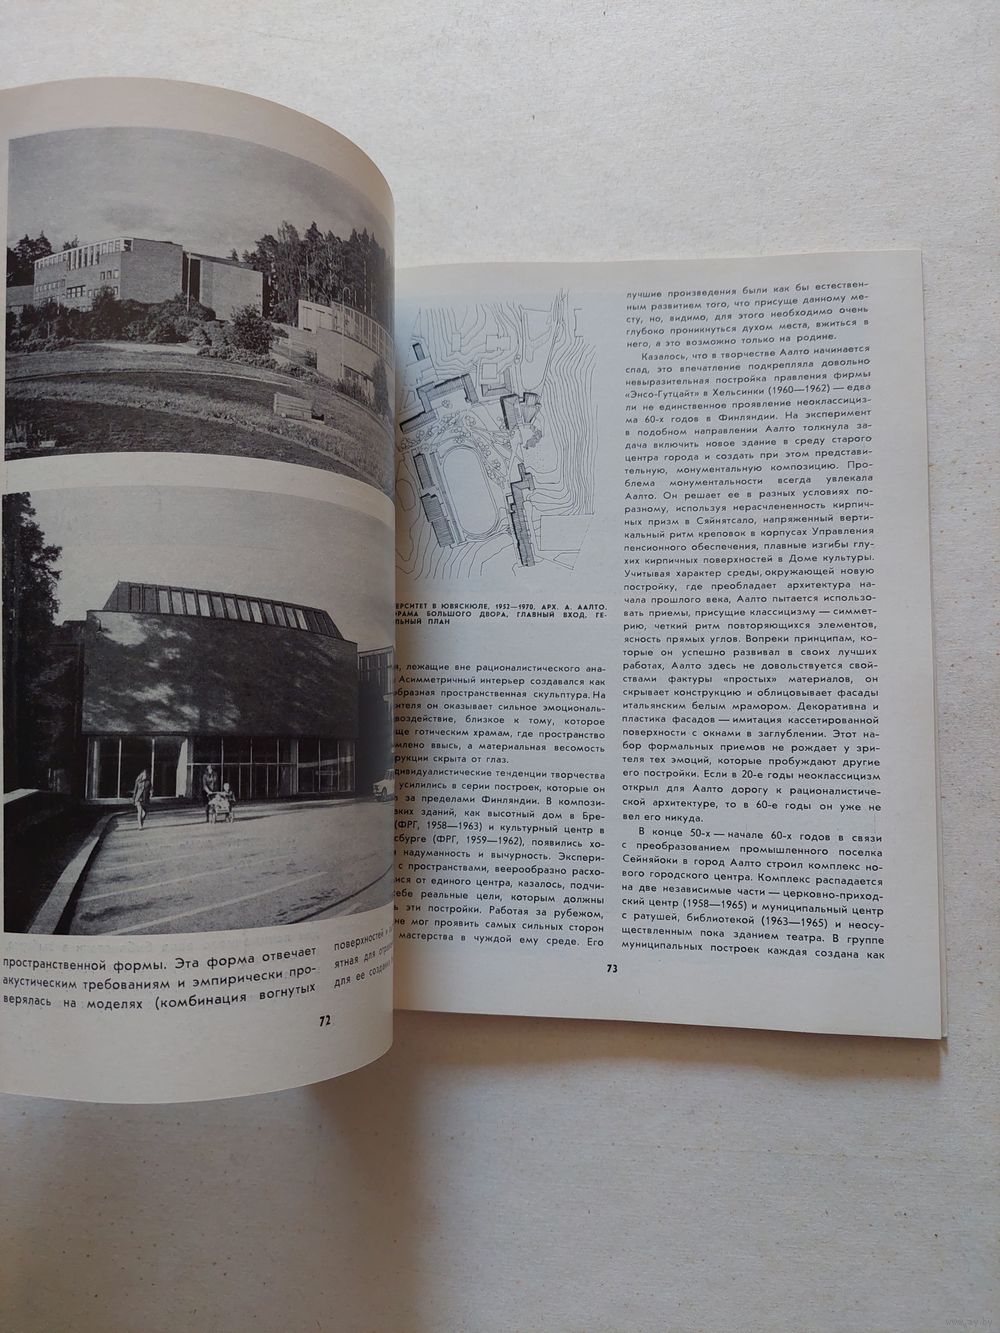 пространственной формы. Эта форма отвечает
акустическим требованиям и эмпирически про-
верялась на моделях (комбинация вогнутых
поверхностей и
ятная для
для ее
72
УНИВЕРСИТЕТ В ЮВЯСКЮЛЕ, 1952—1970, АРХ. А. ААЛТО.
БОЛЬШОГО ДВОРА, ГЛАВНЫЙ ВХОД, ГЕ-
ПЛАН
лежащие вне рационалистического ана-
Асимметричный интерьер создавался как
образная пространственная скульптура. На
он оказывает сильное эмоциональ-
воздействие, близкое к тому, которое
готическим храмам, где пространство
ввысь, а материальная весомость
скрыта от глаз.
дивидуалистические тенденции творчества
усилились в серии построек, которые он
за пределами Финляндии. В компози-
зданий, как высотный дом в Бре-
(ФРГ, 1958—1963) и культурный центр в
сбурге (ФРГ, 1959—1962), появились хо-
надуманность и вычурность. Экспери-
с пространствами, веерообразно расхо-
от единого центра, казалось, подчи-
себе реальные цели, которым должны
эти постройки. Работая за рубежом,
не мог проявить самых сильных сторон
мастерства в чуждой ему среде. Его
лучшие произведения были как бы естествен-
ным развитием того, что присуще данному ме-
сту, но, видимо, для этого необходимо очень
глубоко проникнуться духом места, вжиться в
него, а это возможно только на родине.
Казалось, что в творчестве Аалто начинается
спад, это впечатление подкрепляла довольно
невыразительная постройка правления фирмы
«Энсо-Гутцайт» в Хельсинки (1960—1962) — едва
ли не единственное проявление неоклассициз-
ма 60-х годов в Финляндии. На эксперимент
в подобном направлении Аалто толкнула за-
дача включить новое здание в среду старого
центра города и создать при этом представи-
тельную, монументальную композицию. Про-
блема монументальности всегда увлекала
Аалто. Он решает ее в разных условиях по-
разному, используя нерасчлененность кирпич-
ных призм в Сяйнятсало, напряженный верти-
кальный ритм креповок в корпусах Управления
пенсионного обеспечения, плавные изгибы глу-
хих кирпичных поверхностей в Доме культуры.
Учитывая характер среды, окружающей новую
постройку, где преобладает архитектура на-
чала прошлого века, Аалто пытается использо-
вать приемы, присущие классицизму — симмет-
рию, четкий ритм повторяющихся элементов,
ясность прямых углов. Вопреки принципам, ко-
торые он успешно развивал в своих лучших
работах, Аалто здесь не довольствуется свой-
ствами фактуры «простых» материалов, он
скрывает конструкцию и облицовывает фасады
итальянским белым мрамором. Декоративна и
пластика фасадов — имитация кассетированной
поверхности с окнами в заглублении. Этот на-
бор формальных приемов не рождает у зри-
теля тех эмоций, которые пробуждают другие
его постройки. Если в 20-е годы неоклассицизм
открыл для Аалто дорогу к рационалистиче-
ской архитектуре, то в 60-е годы он уже не
вел его никуда.
В конце 50-х — начале 60-х годов в связи
с преобразованием промышленного поселка
Сейняйоки в город Аалто строил комплекс но-
вого городского центра. Комплекс распадается
на две независимые части — церковно-приход-
ский центр (1958—1965) и муниципальный центр
с ратушей, библиотекой (1963—1965) и неосу-
ществленным пока зданием театра. В группе
муниципальных построек каждая создана как
73
www.ay.by